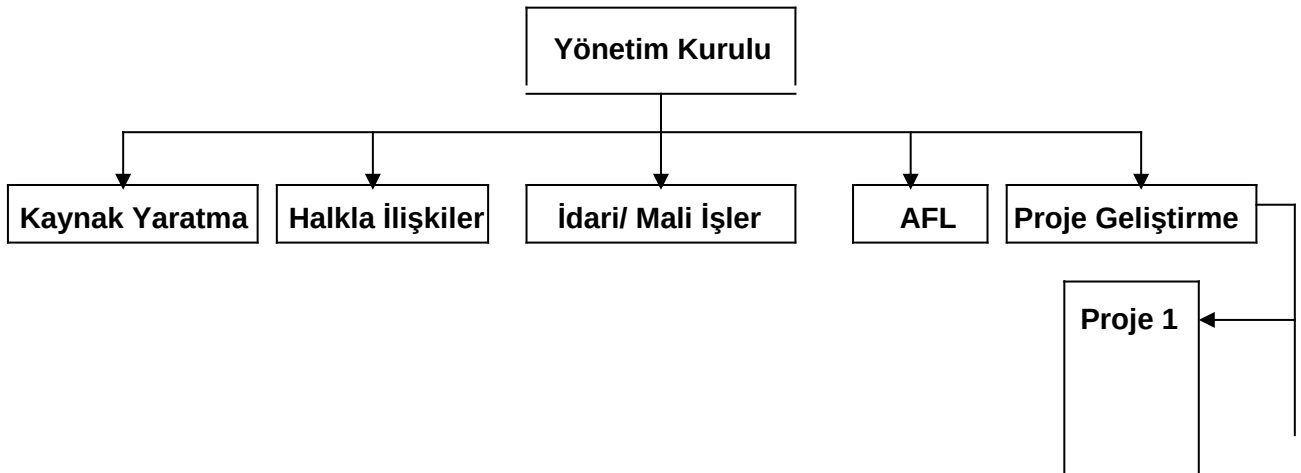 Yönetim Kurulu
Kaynak Yaratma
Halkla İlişkiler
İdari/ Mali İşler
AFL
Proje Geliştirme
Proje 1